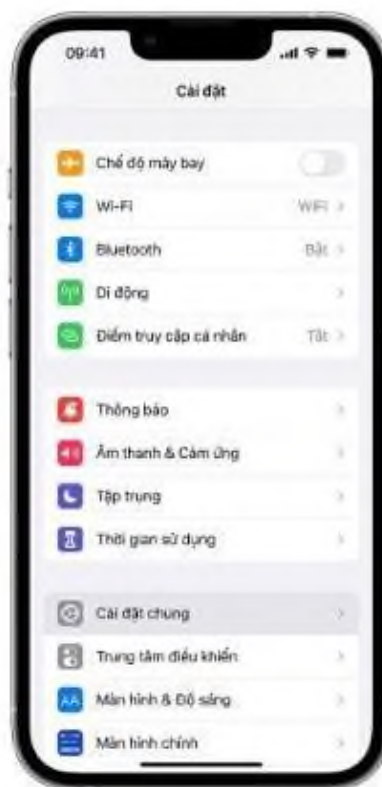 09:41
Cài đặt
Chế độ máy bay
Wi-Fi WiFi
Bluetooth Bật
Di động
Điểm truy cập cá nhân Tắt
Thông báo
Âm thanh & Cảm ứng
Tập trung
Thời gian sử dụng
Cài đặt chung
Trung tâm điều khiển
AA Màn hình & Độ sáng
Màn hình chính